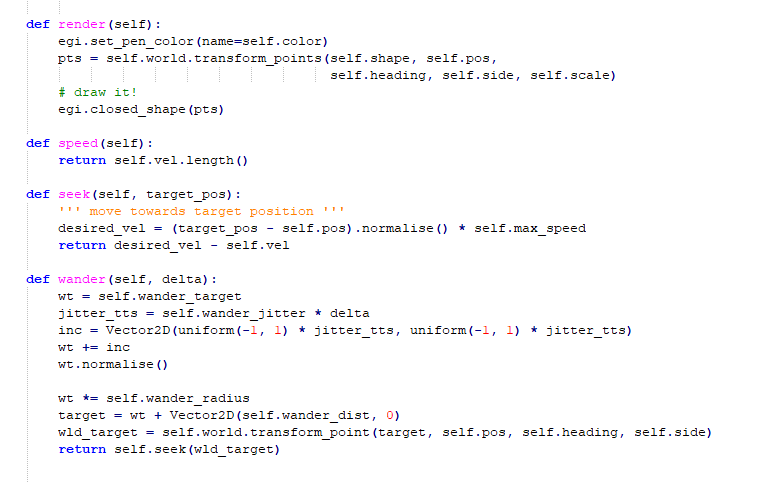 def render(self):
    egi.set_pen_color(name=self.color)
    pts = self.world.transform_points(self.shape, self.pos,
                                      self.heading, self.side, self.scale)
    # draw it!
    egi.closed_shape(pts)

def speed(self):
    return self.vel.length()

def seek(self, target_pos):
    ''' move towards target position '''
    desired_vel = (target_pos - self.pos).normalise() * self.max_speed
    return desired_vel - self.vel

def wander(self, delta):
    wt = self.wander_target
    jitter_tts = self.wander_jitter * delta
    inc = Vector2D(uniform(-1, 1) * jitter_tts, uniform(-1, 1) * jitter_tts)
    wt += inc
    wt.normalise()

    wt *= self.wander_radius
    target = wt + Vector2D(self.wander_dist, 0)
    wld_target = self.world.transform_point(target, self.pos, self.heading, self.side)
    return self.seek(wld_target)